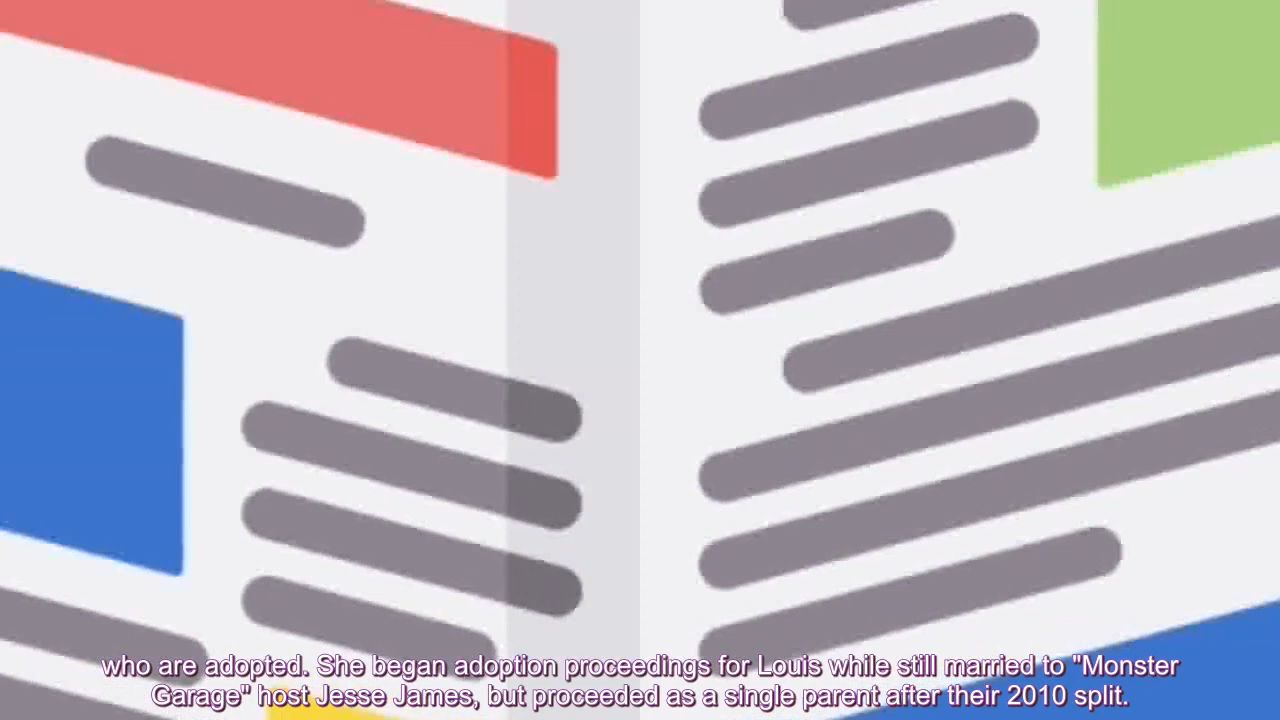 who are adopted. She began adoption proceedings for Louis while still married to "Monster
Garage" host Jesse James, but proceeded as a single parent after their 2010 split.